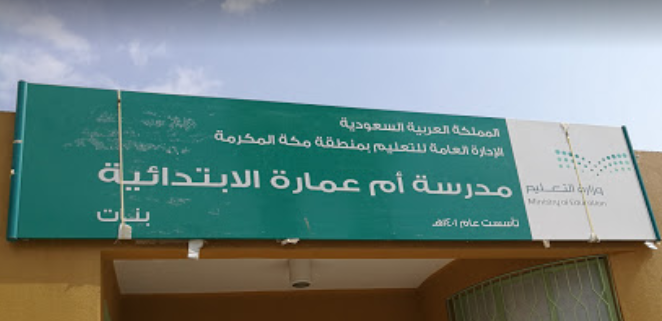 المملكة العربية السعودية
الإدارة العامة للتعليم بمنطقة مكة المكرمة
مدرسة أم عمارة الابتدائية
بنات
تأسست عام ١٤٠١هـ
وزارة التعليم
Ministry of Education